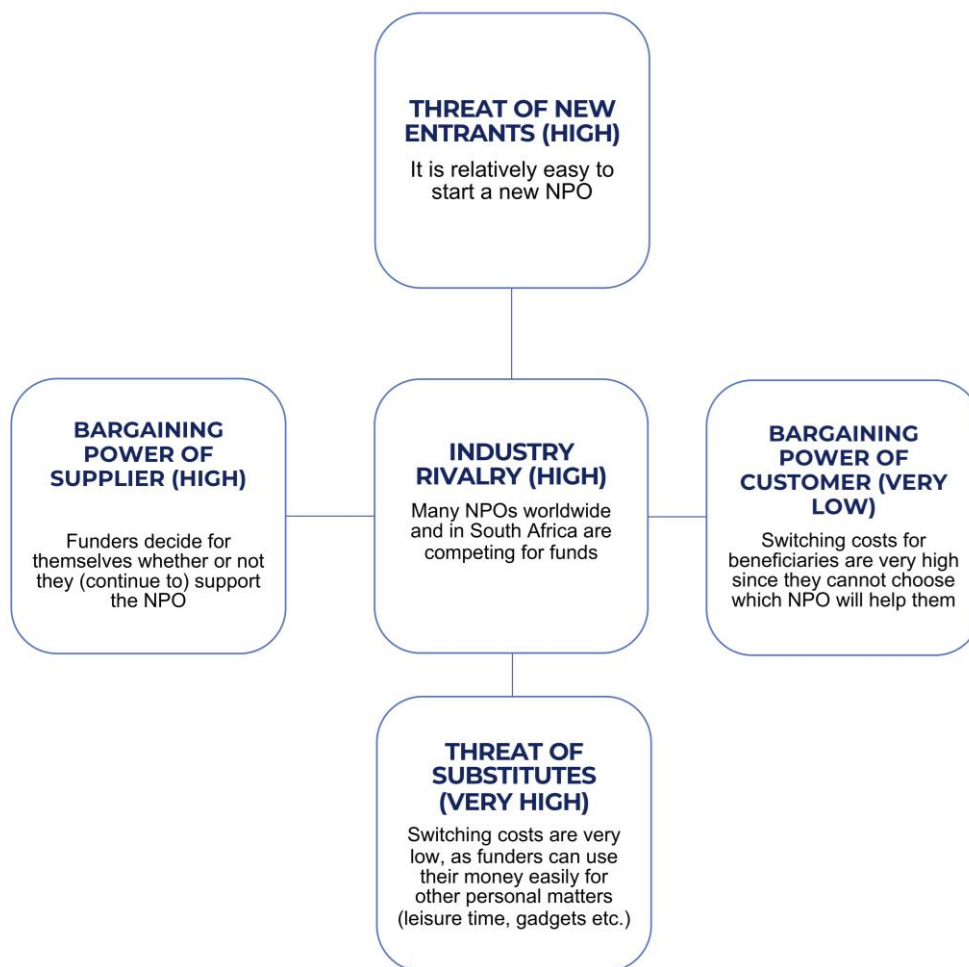 THREAT OF NEW
ENTRANTS (HIGH)
It is relatively easy to
start a new NPO
BARGAINING
POWER OF
SUPPLIER (HIGH)
Funders decide for
themselves whether or not
they (continue to) support
the NPO
INDUSTRY
RIVALRY (HIGH)
Many NPOs worldwide
and in South Africa are
competing for funds
BARGAINING
POWER OF
CUSTOMER (VERY
LOW)
Switching costs for
beneficiaries are very high
since they cannot choose
which NPO will help them
THREAT OF
SUBSTITUTES
(VERY HIGH)
Switching costs are very
low, as funders can use
their money easily for
other personal matters
(leisure time, gadgets etc.)